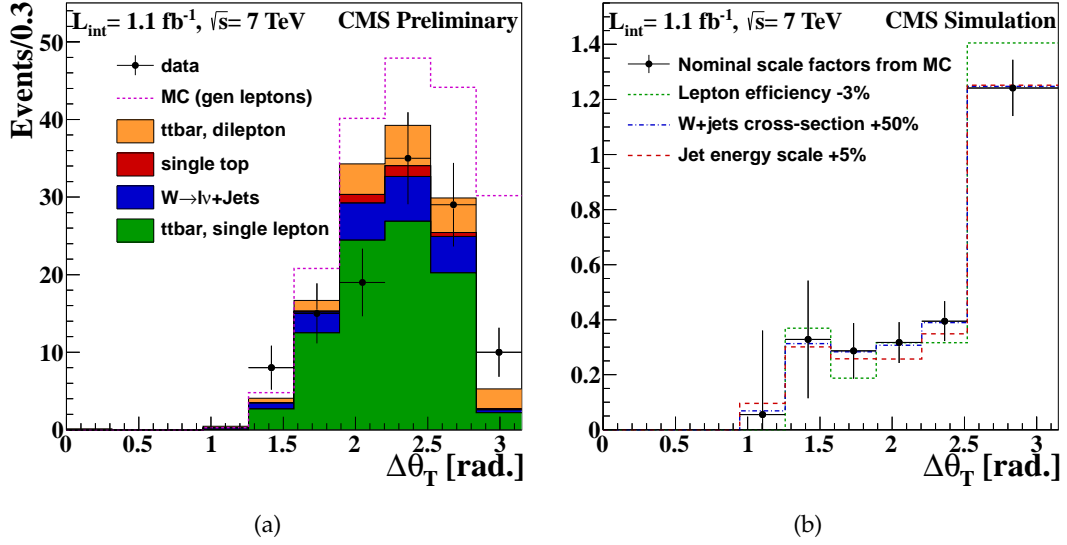 L_int = 1.1 fb⁻¹, √s= 7 TeV CMS Preliminary
Events/0.3
50
40
30
20
10
0
data
MC (gen leptons)
ttbar, dilepton
single top
W→lν+Jets
ttbar, single lepton
0 0.5 1 1.5 2 2.5 3
Δθ_T [rad.]
(a)
L_int = 1.1 fb⁻¹, √s= 7 TeV CMS Simulation
1.4
1.2
1
0.8
0.6
0.4
0.2
0
Nominal scale factors from MC
Lepton efficiency -3%
W+jets cross-section +50%
Jet energy scale +5%
0 0.5 1 1.5 2 2.5 3
Δθ_T [rad.]
(b)